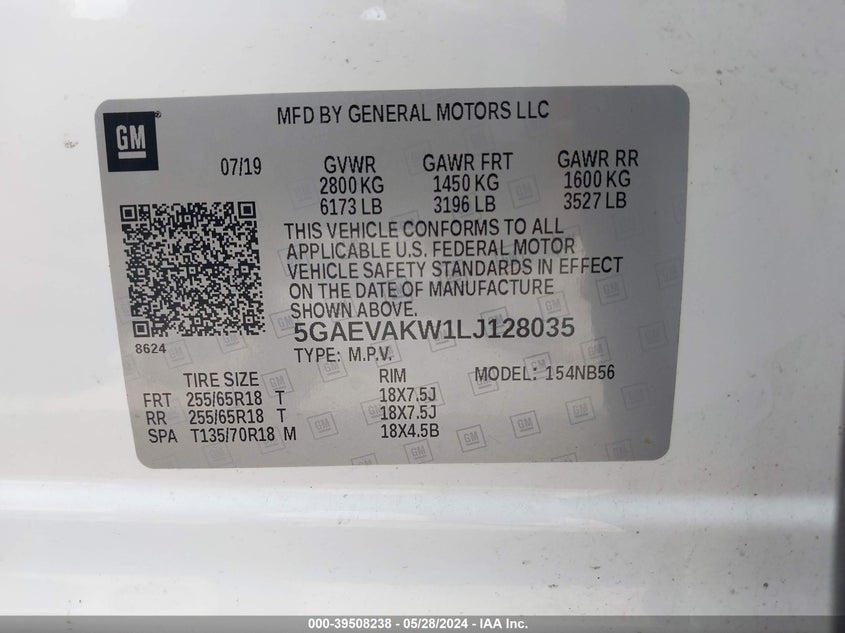 GM
MFD BY GENERAL MOTORS LLC
07/19 GVWR GAWR FRT GAWR RR
2800 KG 1450 KG 1600 KG
6173 LB 3196 LB 3527 LB
THIS VEHICLE CONFORMS TO ALL
APPLICABLE U.S. FEDERAL MOTOR
VEHICLE SAFETY STANDARDS IN EFFECT
ON THE DATE OF MANUFACTURE
SHOWN ABOVE.
8624
5GAEVAKW1LJ128035
TYPE: M.P.V.
TIRE SIZE RIM MODEL: 154NB56
FRT 255/65R18 T 18X7.5J
RR 255/65R18 T 18X7.5J
SPA T135/70R18 M 18X4.5B
000-39508238 - 05/28/2024 - IAA Inc.